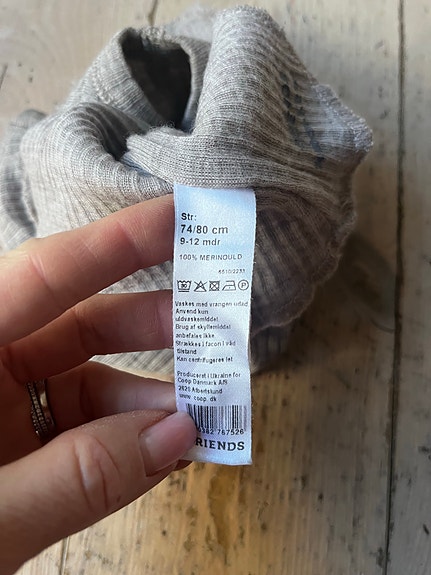 Str:
74/80 cm
9-12 mdr
100% MERINOULD
Vaskes med vrangen udad
Anvend kun
uldvaskemiddel
Brug af skyllemiddel
anbefales ikke
Strækkes i facon i våd
tilstand
Kan centrifugeres let
Produceret i Ukraine for
Coop Danmark A/S
2620 Albertslund
www.coop.dk
767526
RIENDS